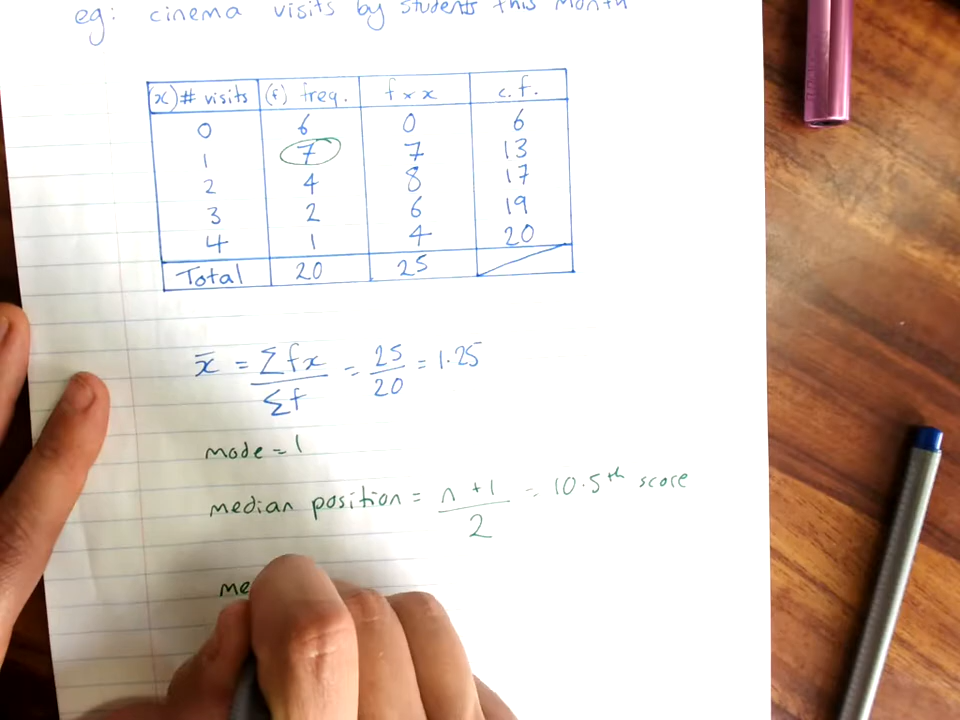 eg: cinema visits by students this month
(x) # visits (f) freq. f × x c.f.
0 6 0 6
1 7 7 13
2 4 8 17
3 2 6 19
4 1 4 20
Total 20 25
x̄ = Σfx / Σf = 25 / 20 = 1.25
mode = 1
median position = n + 1 / 2 = 10.5th score
me